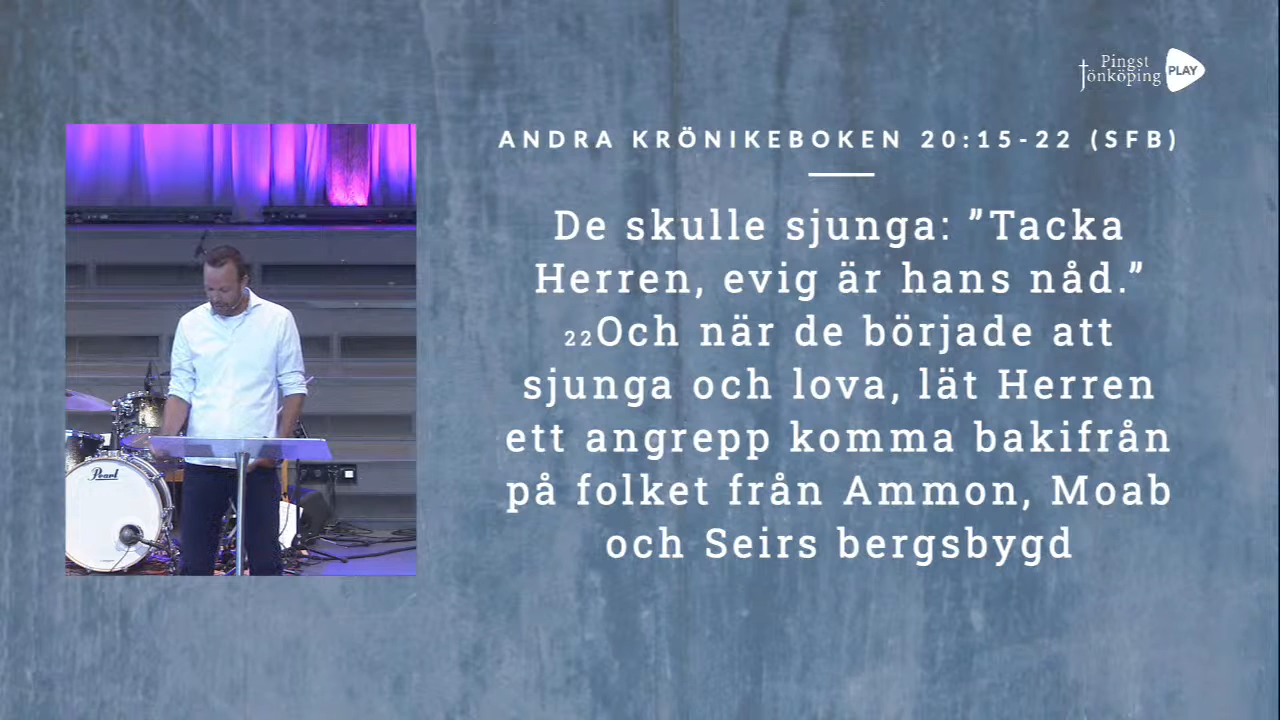 Pingst
Jönköping
PLAY
ANDRA KRÖNIKEBOKEN 20:15-22 (SFB)
De skulle sjunga: ”Tacka
Herren, evig är hans nåd.”
22Och när de började att
sjunga och lova, lät Herren
ett angrepp komma bakifrån
på folket från Ammon, Moab
och Seirs bergsbygd
Pearl